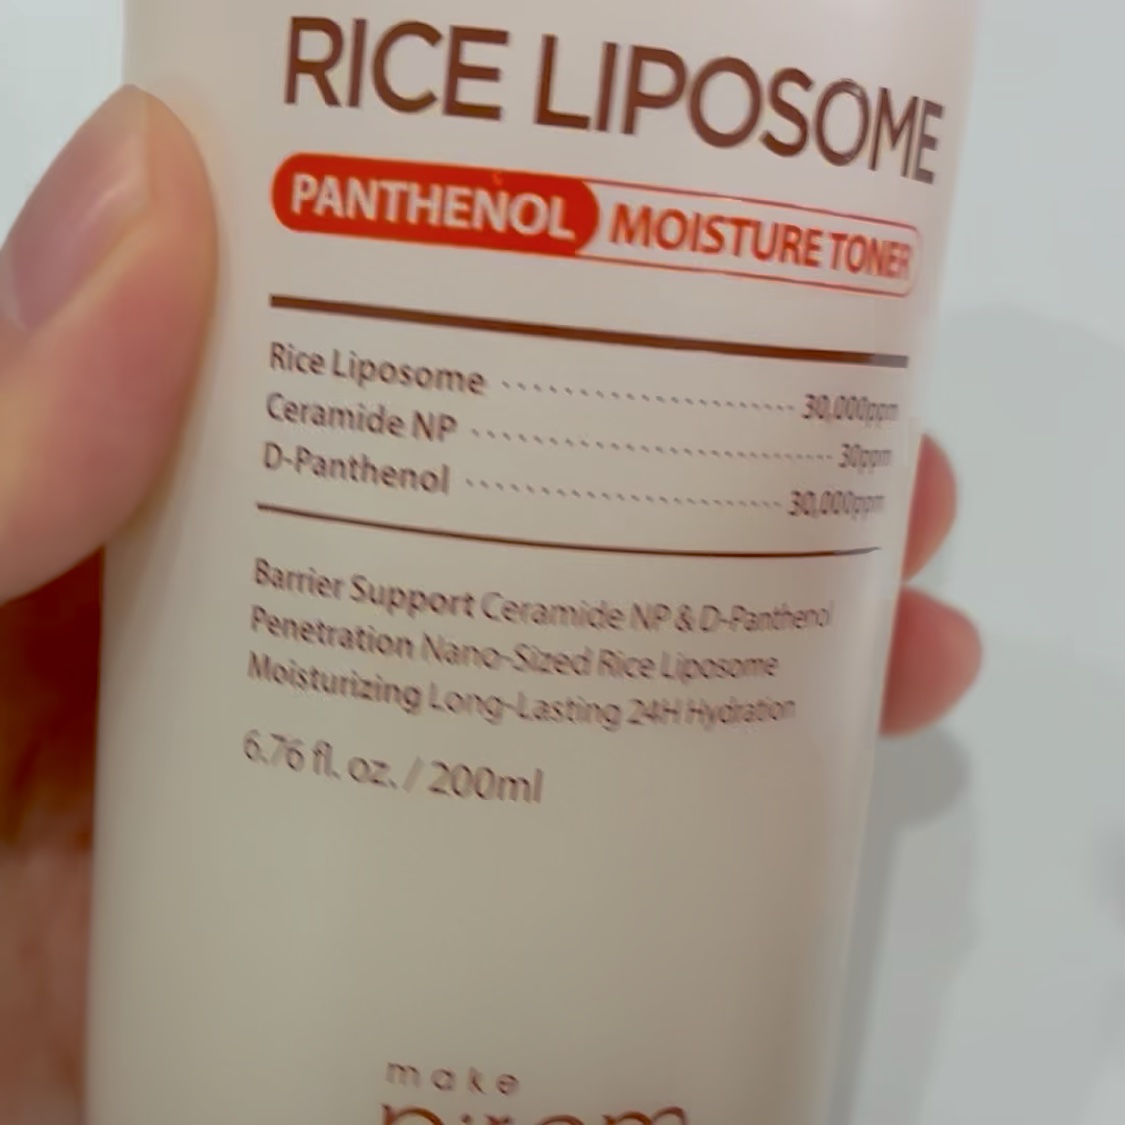 RICE LIPOSOME
PANTHENOL MOISTURE TONER
Rice Liposome ........................ 30,000ppm
Ceramide NP ............................. 30ppm
D-Panthenol ......................... 30,000ppm
Barrier Support Ceramide NP & D-Panthenol
Penetration Nano-Sized Rice Liposome
Moisturizing Long-Lasting 24H Hydration
6.76 fl. oz. / 200ml
make